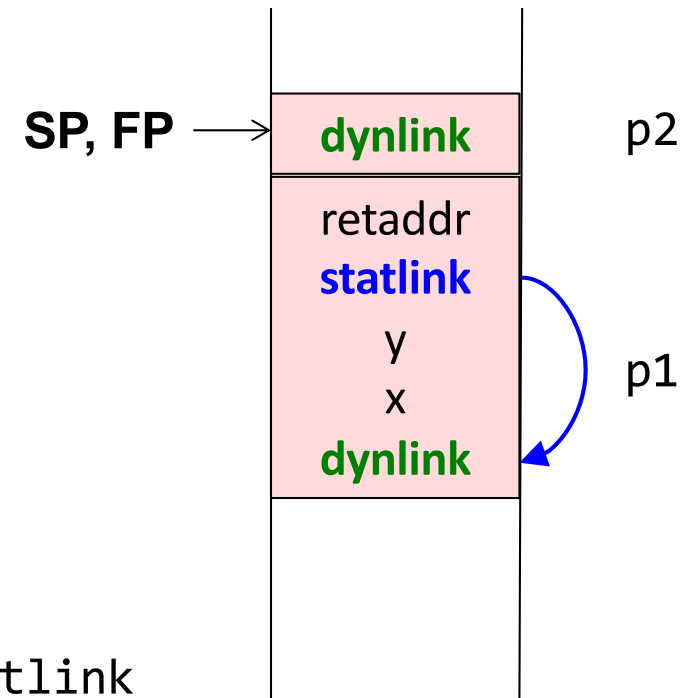 SP, FP dynlink p2
retaddr
statlink
y
x p1
dynlink
tlink